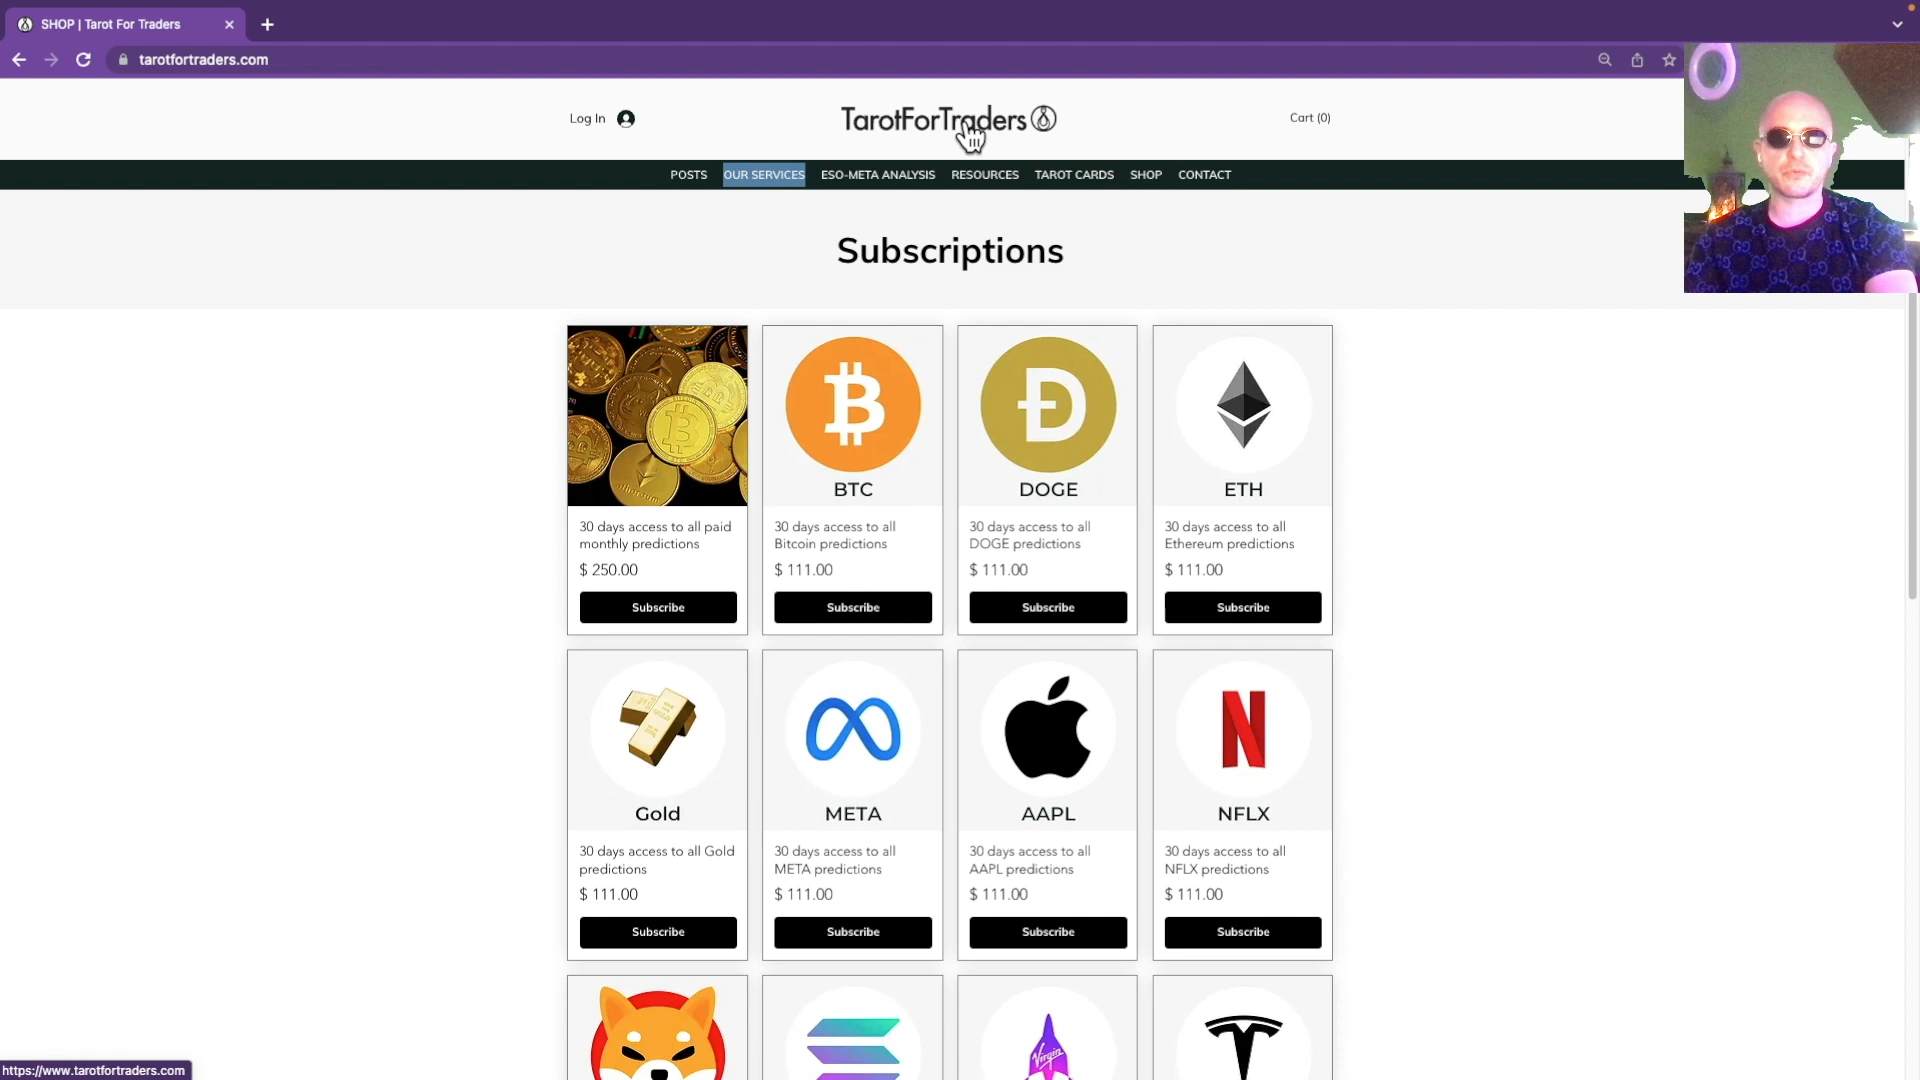 SHOP | Tarot For Traders
tarotfortraders.com
Log In
TarotForTraders
Cart (0)
POSTS OUR SERVICES ESO-META ANALYSIS RESOURCES TAROT CARDS SHOP CONTACT
Subscriptions
BTC
DOGE
ETH
30 days access to all paid
monthly predictions
$ 250.00
Subscribe
30 days access to all
Bitcoin predictions
$ 111.00
Subscribe
30 days access to all
DOGE predictions
$ 111.00
Subscribe
30 days access to all
Ethereum predictions
$ 111.00
Subscribe
Gold
30 days access to all Gold
predictions
$ 111.00
Subscribe
META
30 days access to all
META predictions
$ 111.00
Subscribe
AAPL
30 days access to all
AAPL predictions
$ 111.00
Subscribe
NFLX
30 days access to all
NFLX predictions
$ 111.00
Subscribe
Virgin
https://www.tarotfortraders.com